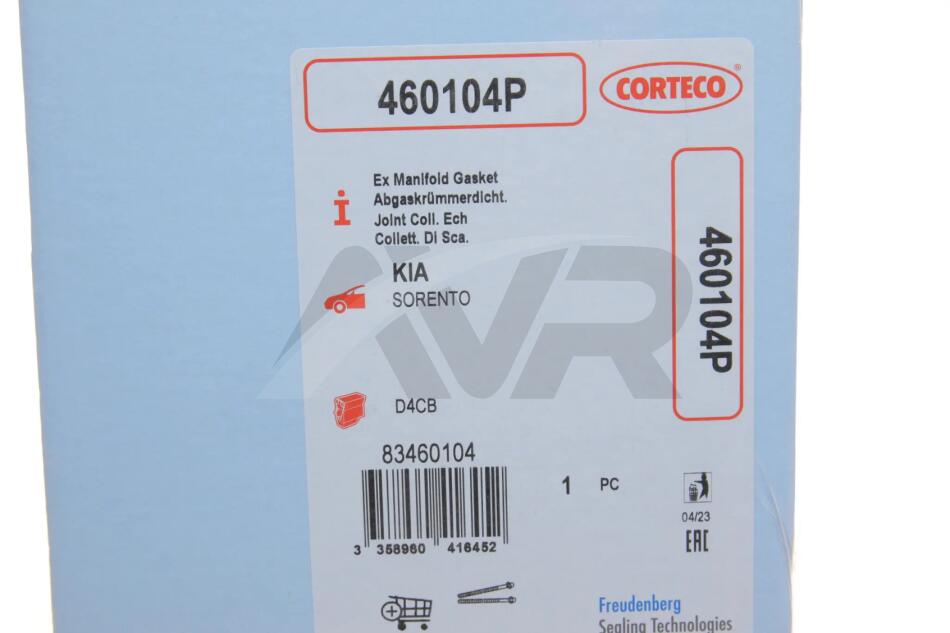 460104P
CORTECO®
Ex Manifold Gasket
Abgaskrümmerdicht.
Joint Coll. Ech
Collett. Di Sca.
KIA
SORENTO
460104P
AVR
D4CB
83460104
1 PC
04/23
EAC
3 358960 416452
Freudenberg
Sealing Technologies